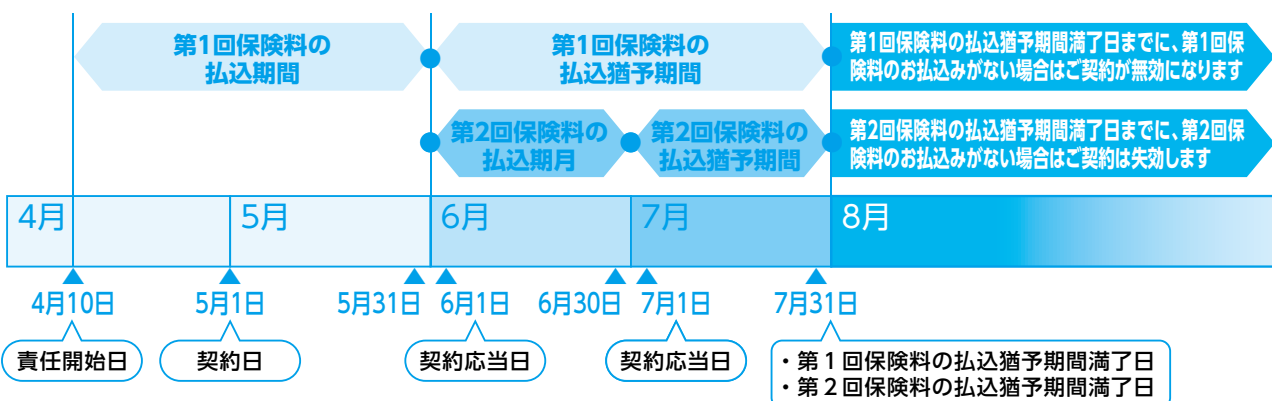 第1回保険料の
払込期間
第1回保険料の
払込猶予期間
第1回保険料の払込猶予期間満了日までに、第1回保
険料のお払込みがない場合はご契約が無効になります
第2回保険料の
払込期月
第2回保険料の
払込猶予期間
第2回保険料の払込猶予期間満了日までに、第2回保
険料のお払込みがない場合はご契約は失効します
4月
5月
6月
7月
8月
4月10日
5月1日
5月31日
6月1日
6月30日
7月1日
7月31日
責任開始日
契約日
契約応当日
契約応当日
・第1回保険料の払込猶予期間満了日
・第2回保険料の払込猶予期間満了日